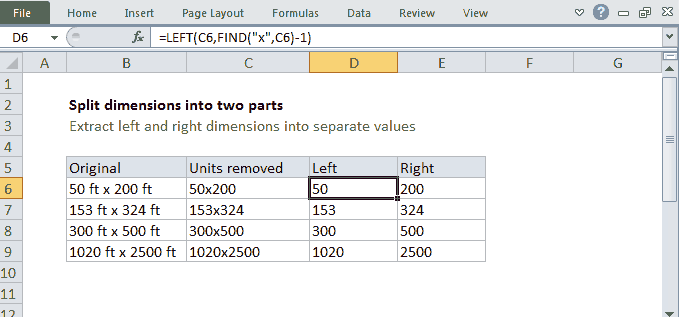 File Home Insert Page Layout Formulas Data Review View
D6 fx =LEFT(C6,FIND("x",C6)-1)
A B C D E F G
1
2 Split dimensions into two parts
3 Extract left and right dimensions into separate values
4
5 Original Units removed Left Right
6 50 ft x 200 ft 50x200 50 200
7 153 ft x 324 ft 153x324 153 324
8 300 ft x 500 ft 300x500 300 500
9 1020 ft x 2500 ft 1020x2500 1020 2500
10
11
12